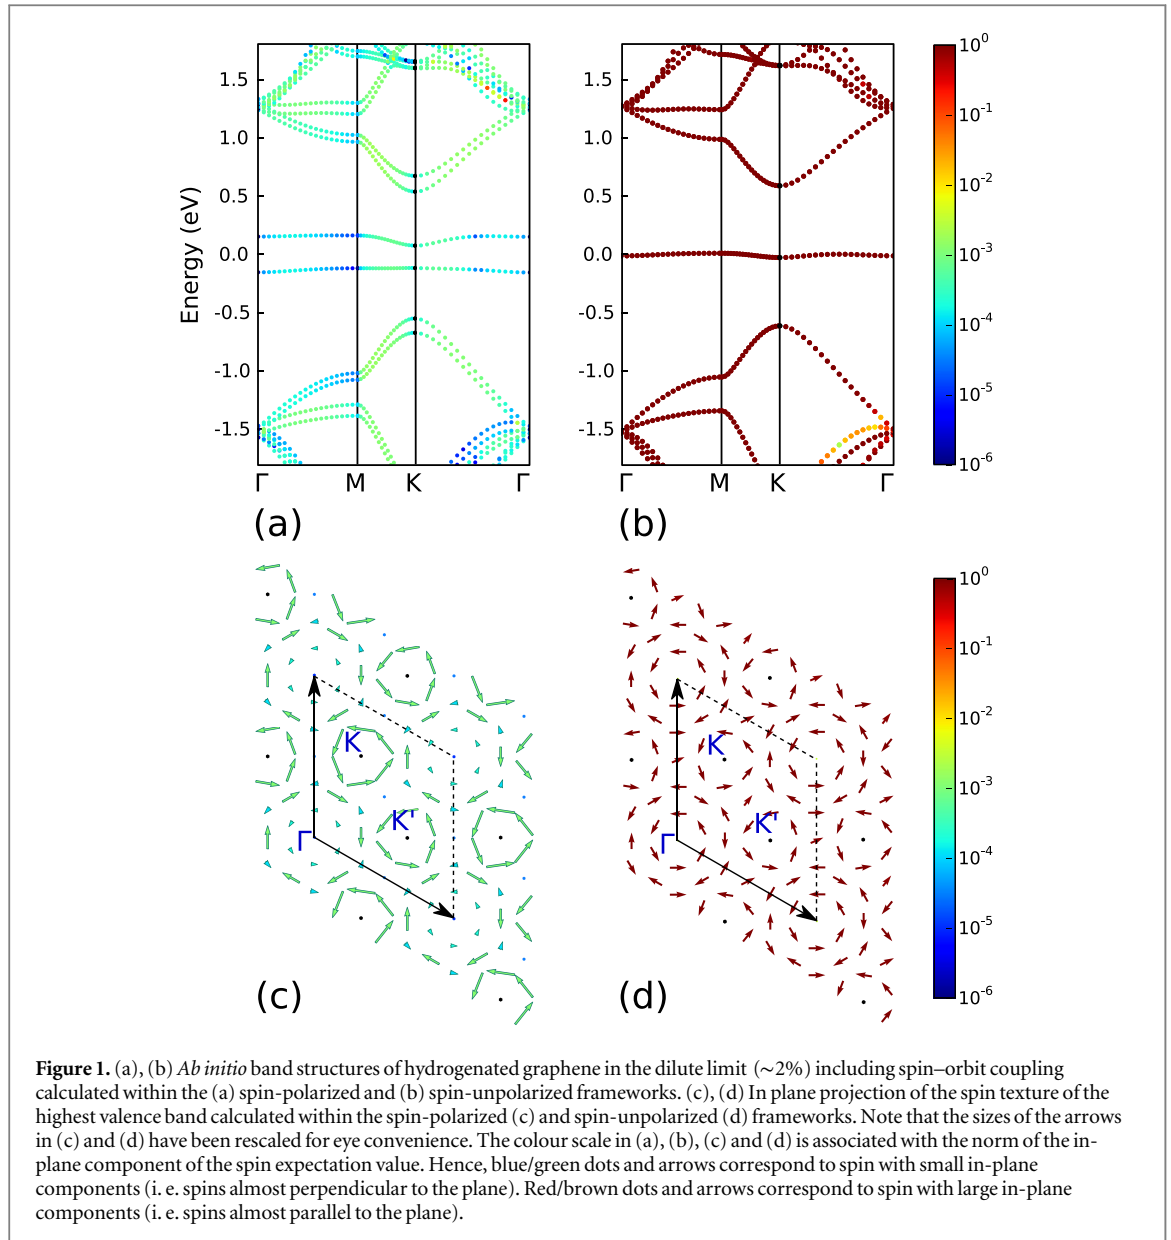 1.5
1.0
0.5
0.0
-0.5
-1.0
-1.5
Energy (eV)
Γ M K Γ
(a)
1.5
1.0
0.5
0.0
-0.5
-1.0
-1.5
Γ M K Γ
(b)
10^0
10^-1
10^-2
10^-3
10^-4
10^-5
10^-6
K
K'
Γ
(c)
K
K'
Γ
(d)
10^0
10^-1
10^-2
10^-3
10^-4
10^-5
10^-6
Figure 1. (a), (b) Ab initio band structures of hydrogenated graphene in the dilute limit (~2%) including spin–orbit coupling
calculated within the (a) spin-polarized and (b) spin-unpolarized frameworks. (c), (d) In plane projection of the spin texture of the
highest valence band calculated within the spin-polarized (c) and spin-unpolarized (d) frameworks. Note that the sizes of the arrows
in (c) and (d) have been rescaled for eye convenience. The colour scale in (a), (b), (c) and (d) is associated with the norm of the in-
plane component of the spin expectation value. Hence, blue/green dots and arrows correspond to spin with small in-plane
components (i. e. spins almost perpendicular to the plane). Red/brown dots and arrows correspond to spin with large in-plane
components (i. e. spins almost parallel to the plane).